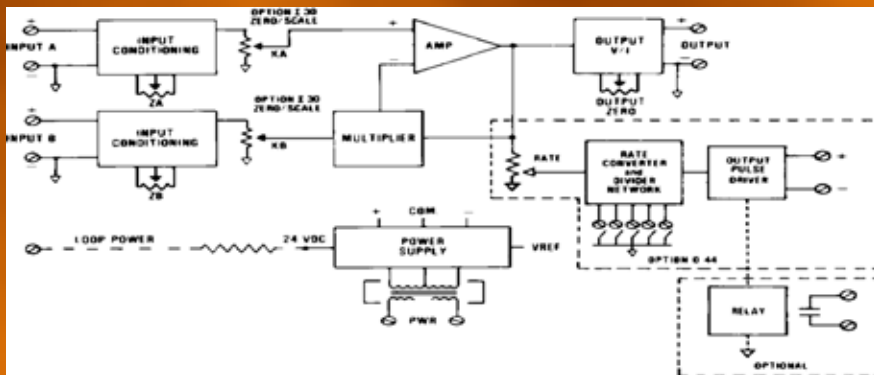 OPTION I 30
ZERO/SCALE
+
INPUT A
−
INPUT
CONDITIONING
ZA
KA
+
AMP
−
OUTPUT
V/I
OUTPUT
ZERO
+
OUTPUT
−
OPTION I 30
ZERO/SCALE
+
INPUT B
−
INPUT
CONDITIONING
ZB
KB
MULTIPLIER
RATE
RATE
CONVERTER
and
DIVIDER
NETWORK
OUTPUT
PULSE
DRIVER
+
−
OPTION O 44
LOOP POWER
24 VDC
+ COM. −
POWER
SUPPLY
VREF
PWR
RELAY
OPTIONAL